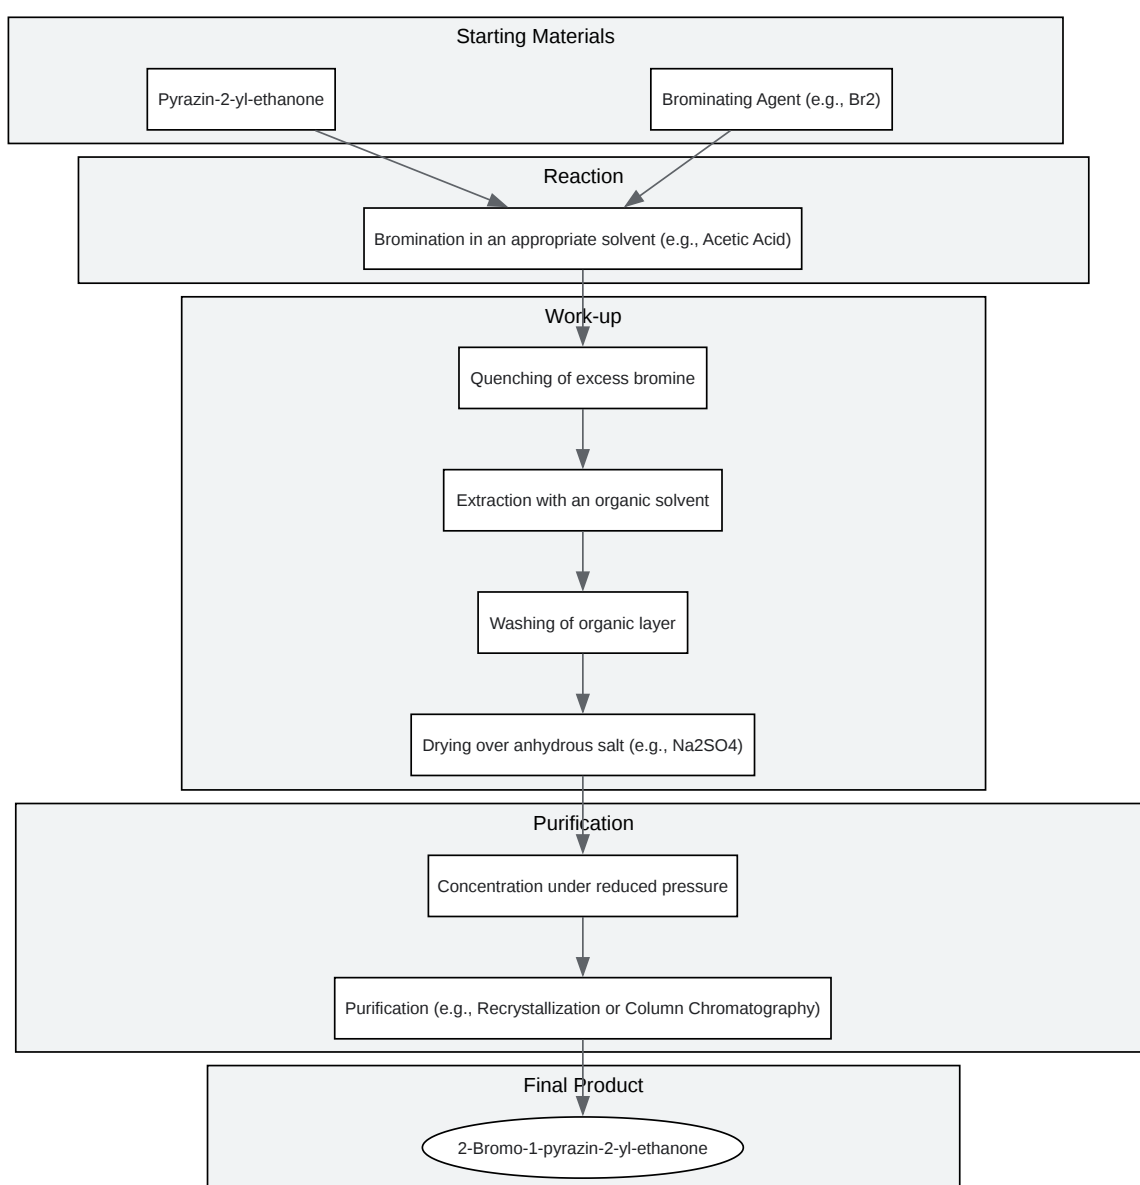 Starting Materials
Pyrazin-2-yl-ethanone
Brominating Agent (e.g., Br2)
Reaction
Bromination in an appropriate solvent (e.g., Acetic Acid)
Work-up
Quenching of excess bromine
Extraction with an organic solvent
Washing of organic layer
Drying over anhydrous salt (e.g., Na2SO4)
Purification
Concentration under reduced pressure
Purification (e.g., Recrystallization or Column Chromatography)
Final Product
2-Bromo-1-pyrazin-2-yl-ethanone